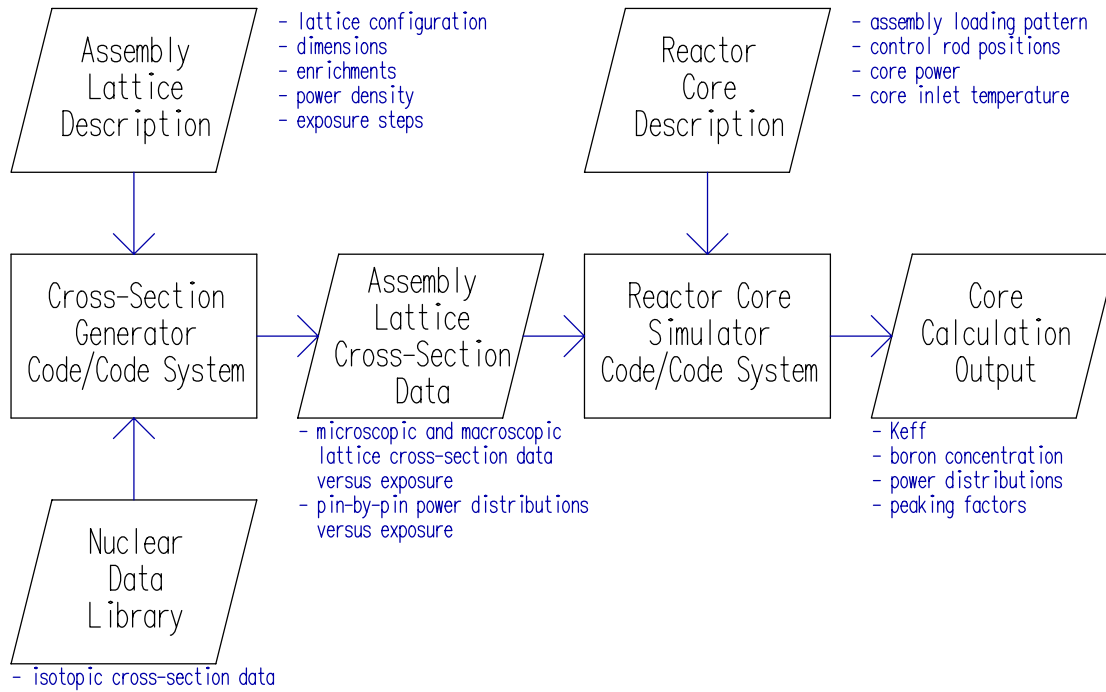 Assembly
Lattice
Description
- lattice configuration
- dimensions
- enrichments
- power density
- exposure steps
Reactor
Core
Description
- assembly loading pattern
- control rod positions
- core power
- core inlet temperature
Cross-Section
Generator
Code/Code System
Assembly
Lattice
Cross-Section
Data
- microscopic and macroscopic
lattice cross-section data
versus exposure
- pin-by-pin power distributions
versus exposure
Reactor Core
Simulator
Code/Code System
Core
Calculation
Output
- Keff
- boron concentration
- power distributions
- peaking factors
Nuclear
Data
Library
- isotopic cross-section data